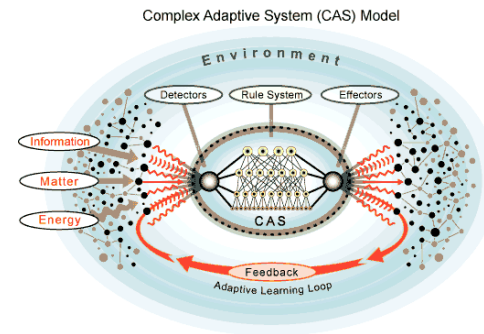 Complex Adaptive System (CAS) Model
Environment
Detectors
Rule System
Effectors
Information
Matter
Energy
CAS
Feedback
Adaptive Learning Loop